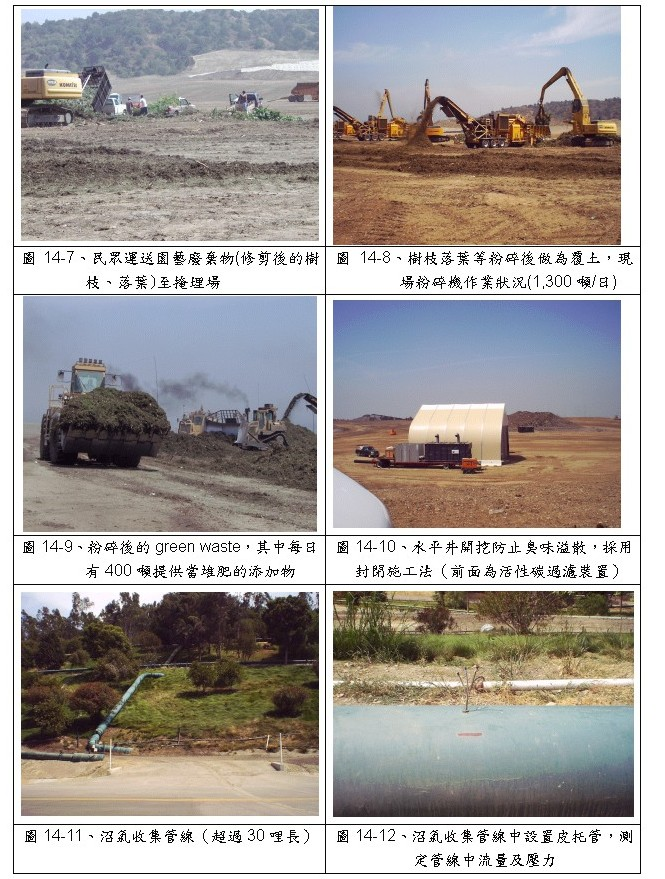 KOMATSU
圖 14-7、民眾運送園藝廢棄物(修剪後的樹
枝、落葉)至掩埋場
圖 14-8、樹枝落葉等粉碎後做為覆土，現
場粉碎機作業狀況(1,300 噸/日)
圖 14-9、粉碎後的 green waste，其中每日
有 400 噸提供當堆肥的添加物
圖 14-10、水平井開挖防止臭味溢散，採用
封閉施工法（前面為活性碳過濾裝置）
圖 14-11、沼氣收集管線（超過 30 哩長）
圖 14-12、沼氣收集管線中設置皮托管，測
定管線中流量及壓力